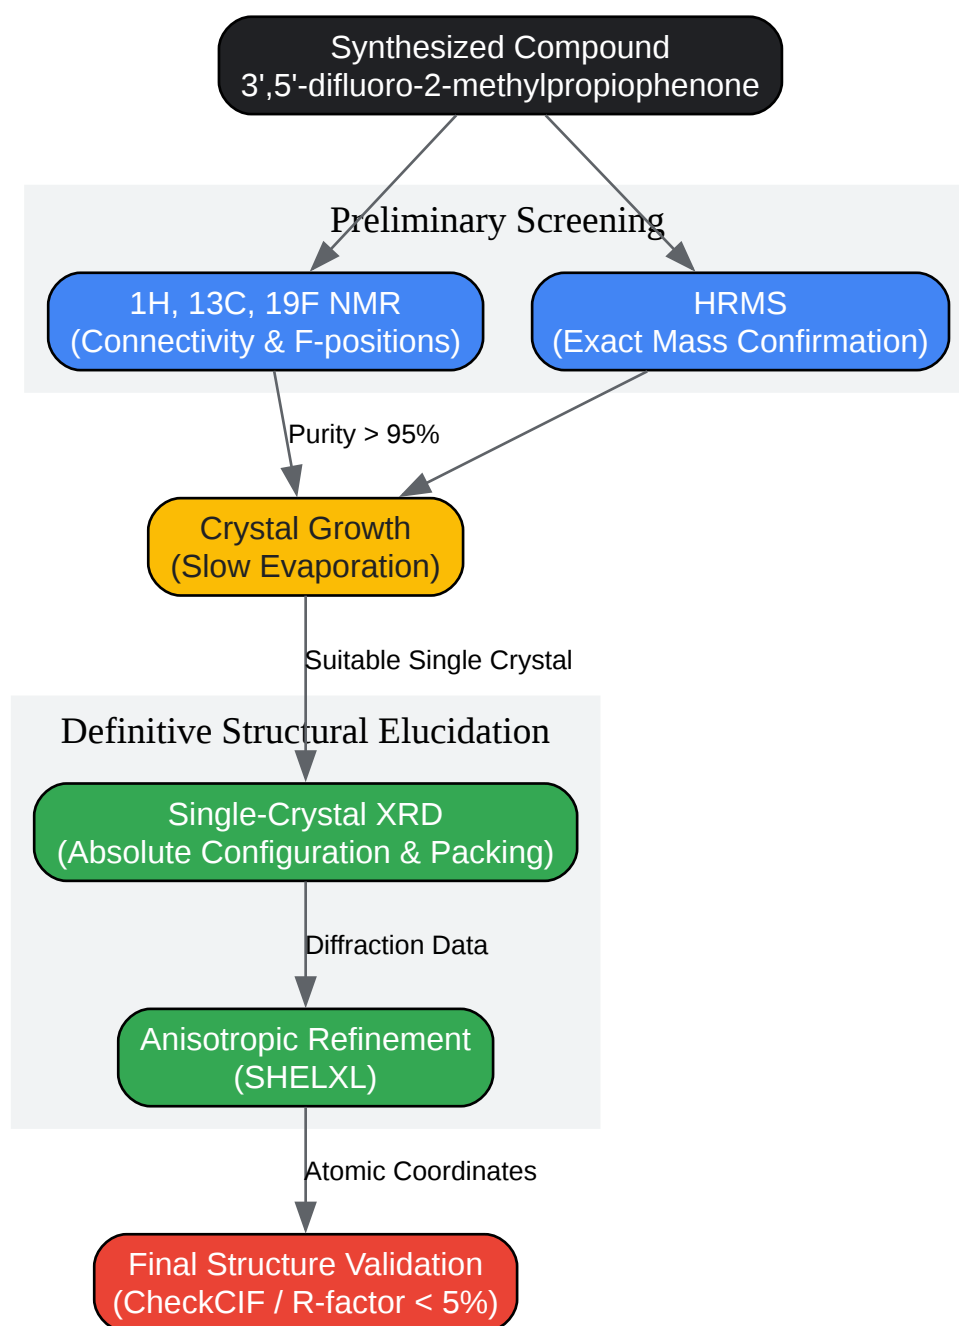 Synthesized Compound
3',5'-difluoro-2-methylpropiophenone
Preliminary Screening
1H, 13C, 19F NMR
(Connectivity & F-positions)
HRMS
(Exact Mass Confirmation)
Purity > 95%
Crystal Growth
(Slow Evaporation)
Suitable Single Crystal
Definitive Structural Elucidation
Single-Crystal XRD
(Absolute Configuration & Packing)
Diffraction Data
Anisotropic Refinement
(SHELXL)
Atomic Coordinates
Final Structure Validation
(CheckCIF / R-factor < 5%)